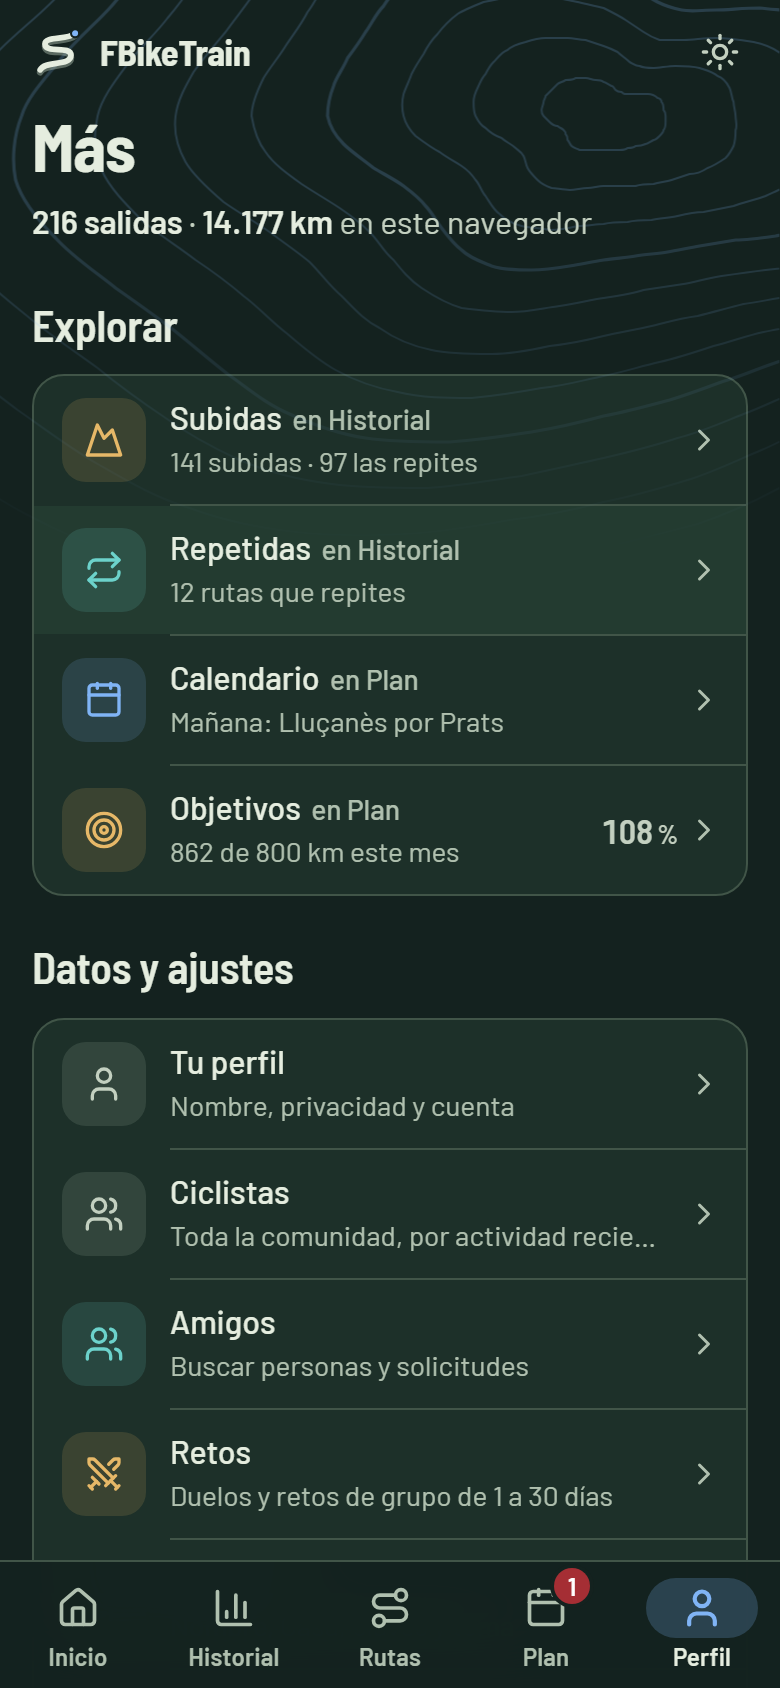 FBikeTrain
Más
216 salidas · 14.177 km en este navegador
Explorar
Subidas en Historial
141 subidas · 97 las repites
Repetidas en Historial
12 rutas que repites
Calendario en Plan
Mañana: Lluçanès por Prats
Objetivos en Plan
862 de 800 km este mes
108 %
Datos y ajustes
Tu perfil
Nombre, privacidad y cuenta
Ciclistas
Toda la comunidad, por actividad recie...
Amigos
Buscar personas y solicitudes
Retos
Duelos y retos de grupo de 1 a 30 días
1
Inicio Historial Rutas Plan Perfil